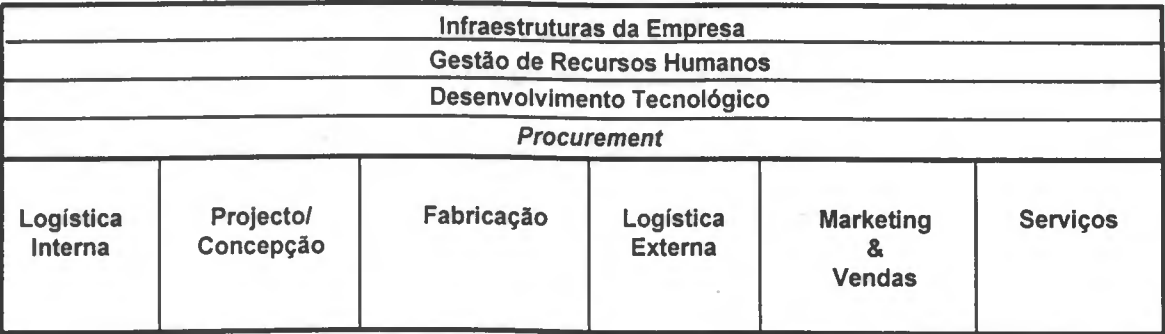 Infraestruturas da Empresa
Gestão de Recursos Humanos
Desenvolvimento Tecnológico
Procurement
Logística
Interna
Projecto/
Concepção
Fabricação
Logística
Externa
Marketing
&
Vendas
Serviços